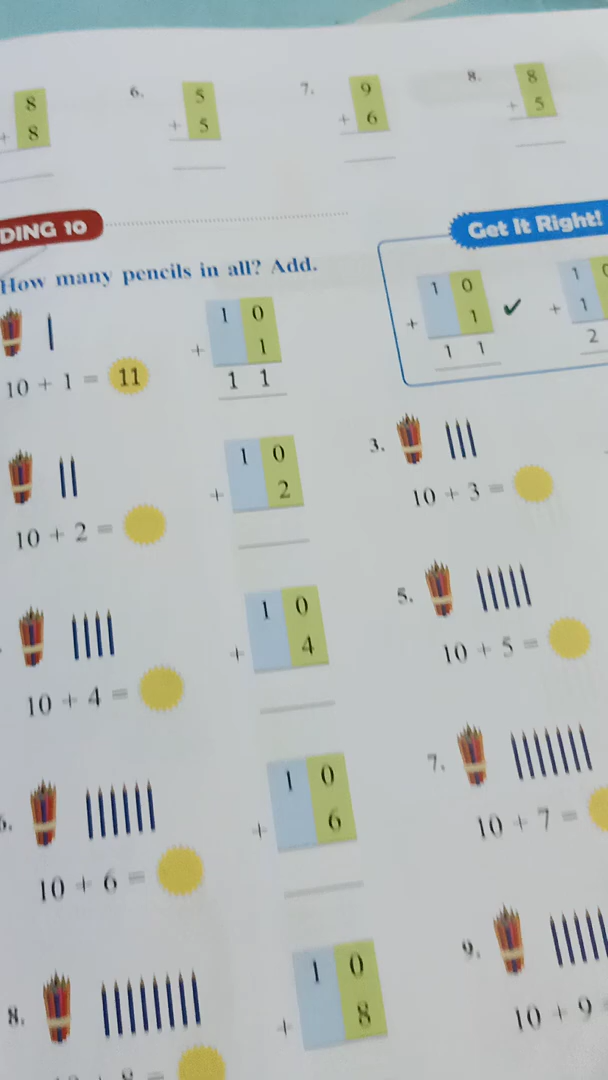 8
+ 8
6. 5
+ 5
7. 9
+ 6
8. 8
+ 5
DING 10
How many pencils in all? Add.
10 + 1 = 11
1 0
+ 1
1 1
Get It Right!
1 0
+ 1
1 1 ✔
1 0
+ 1
2
10 + 2 =
1 0
+ 2
3.
10 + 3 =
10 + 4 =
1 0
+ 4
5.
10 + 5 =
10 + 6 =
1 0
+ 6
7.
10 + 7 =
8.
1 0
+ 8
9.
10 + 9